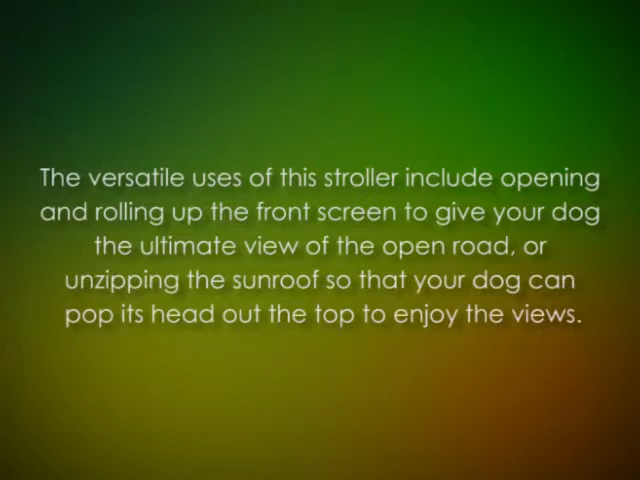 The versatile uses of this stroller include opening
and rolling up the front screen to give your dog
the ultimate view of the open road, or
unzipping the sunroof so that your dog can
pop its head out the top to enjoy the views.